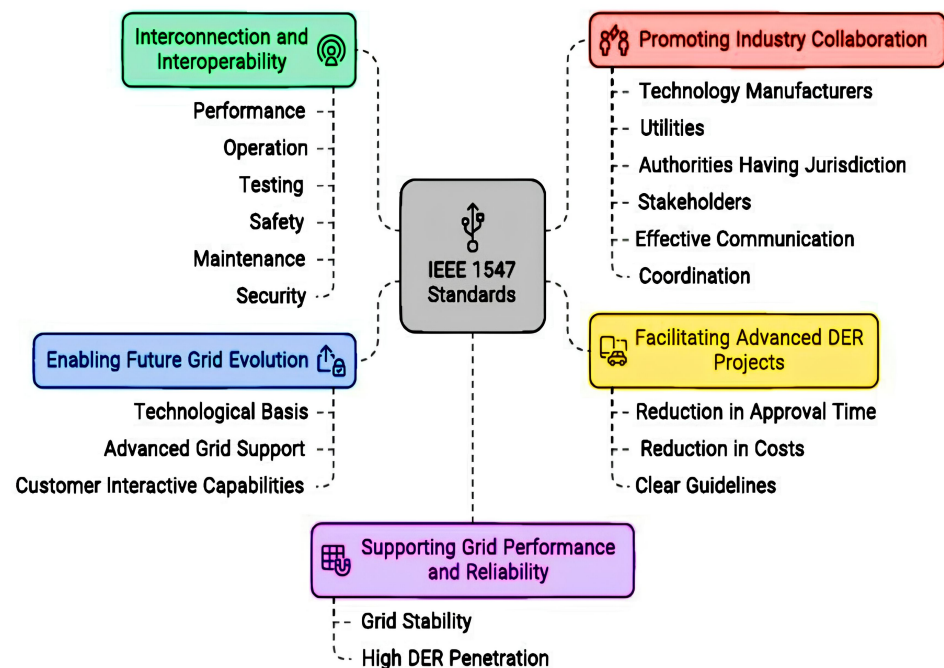 Interconnection and
Interoperability
Performance
Operation
Testing
Safety
Maintenance
Security
Promoting Industry Collaboration
Technology Manufacturers
Utilities
Authorities Having Jurisdiction
Stakeholders
Effective Communication
Coordination
IEEE 1547
Standards
Enabling Future Grid Evolution
Technological Basis
Advanced Grid Support
Customer Interactive Capabilities
Facilitating Advanced DER
Projects
Reduction in Approval Time
Reduction in Costs
Clear Guidelines
Supporting Grid Performance
and Reliability
Grid Stability
High DER Penetration